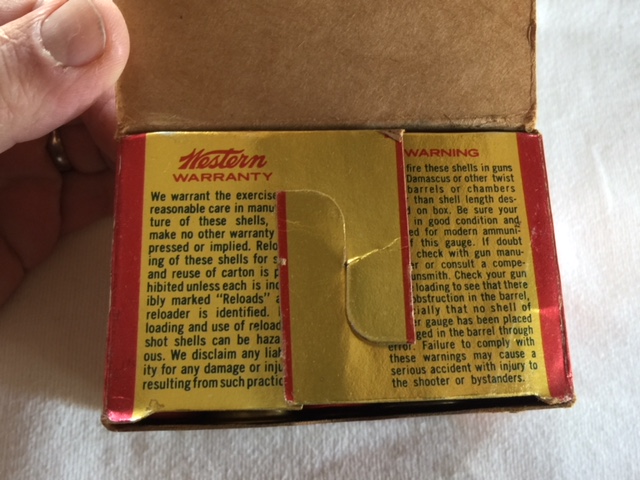 Western
WARRANTY
We warrant the exercise
reasonable care in manu
ture of these shells,
make no other warranty
pressed or implied. Relo
ing of these shells for s
and reuse of carton is p
hibited unless each is ind
ibly marked "Reloads" a
reloader is identified.
loading and use of reload
shot shells can be haza
ous. We disclaim any liab
ity for any damage or inju
resulting from such practic
WARNING
fire these shells in guns
Damascus or other twist
barrels or chambers
than shell length des-
d on box. Be sure your
in good condition and
ed for modern ammuni-
f this gauge. If doubt
check with gun manu-
er or consult a compe-
unsmith. Check your gun
loading to see that there
obstruction in the barrel,
ially that no shell of
er gauge has been placed
ged in the barrel through
error. Failure to comply with
these warnings may cause a
serious accident with injury to
the shooter or bystanders.